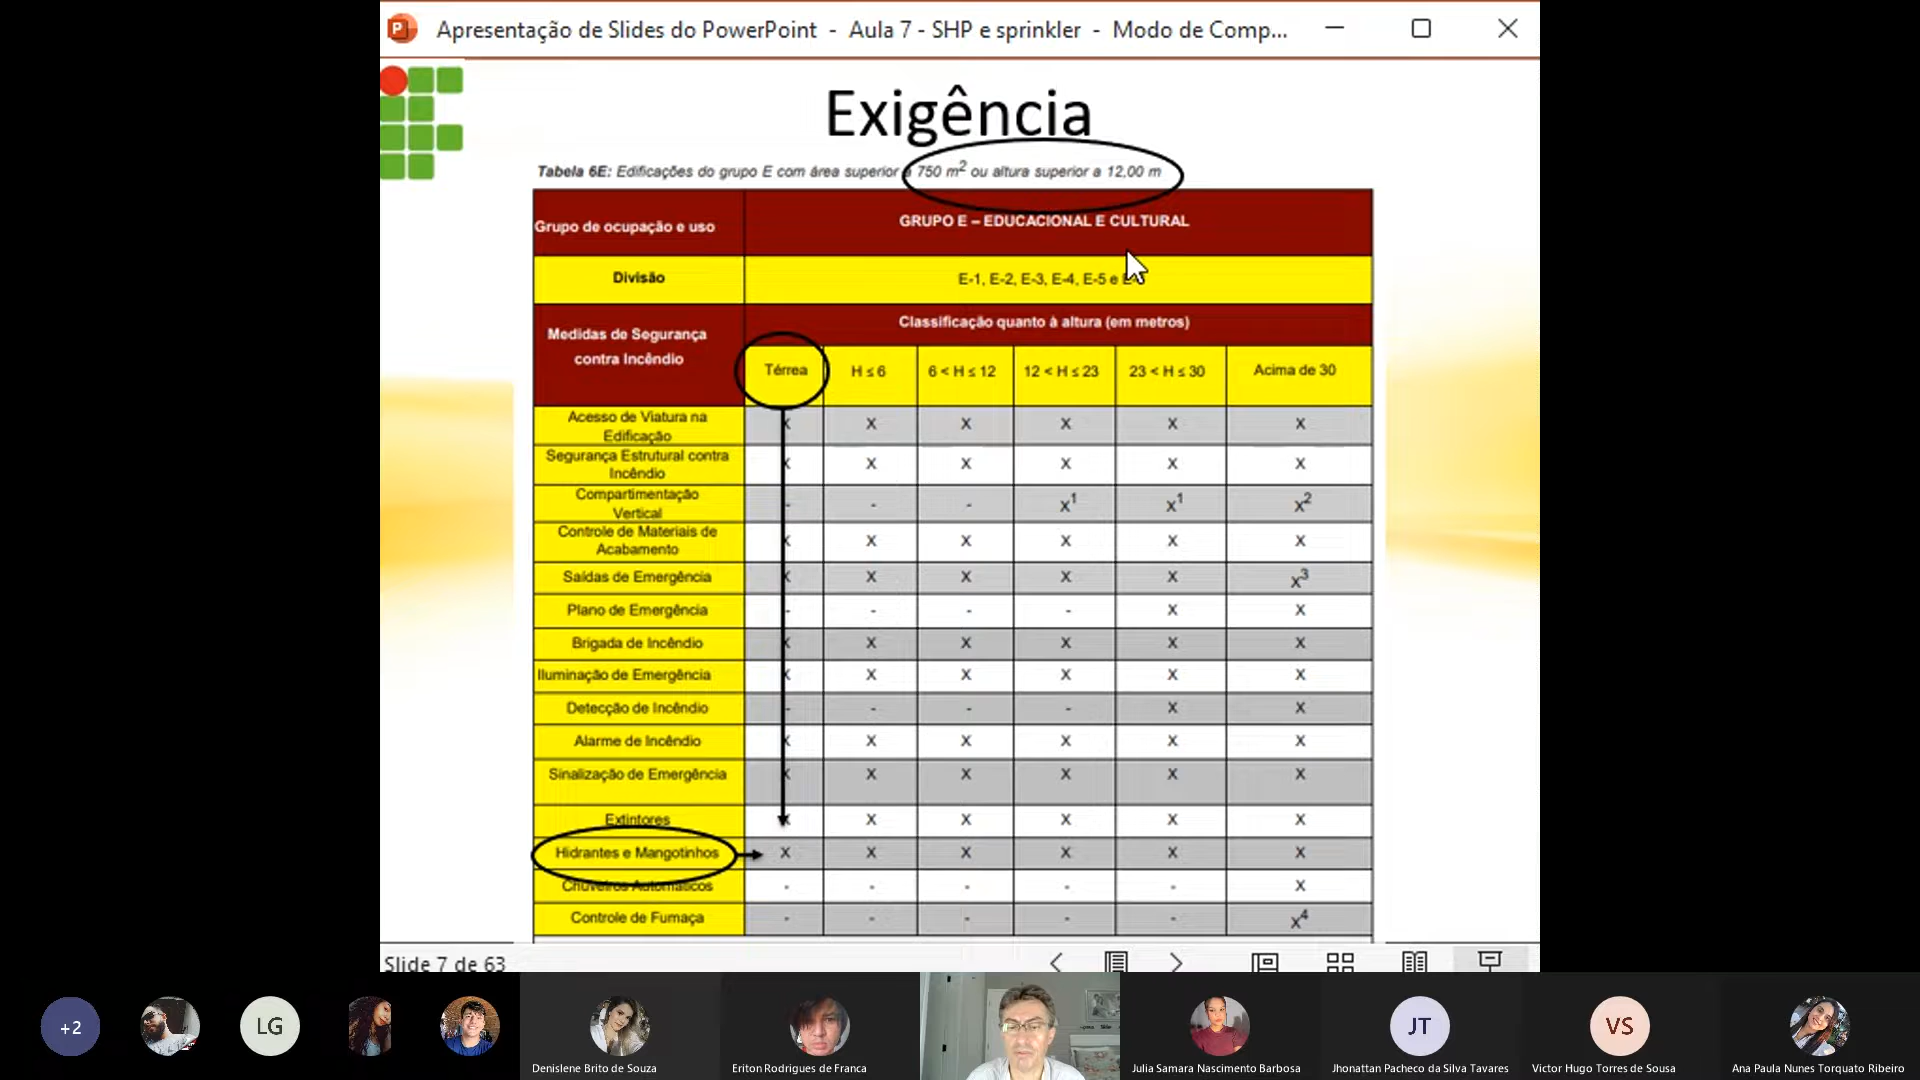 Apresentação de Slides do PowerPoint - Aula 7 - SHP e sprinkler - Modo de Comp...
Exigência
Tabela 6E: Edificações do grupo E com área superior a 750 m² ou altura superior a 12,00 m
Grupo de ocupação e uso GRUPO E – EDUCACIONAL E CULTURAL
Divisão E-1, E-2, E-3, E-4, E-5 e
Medidas de Segurança
contra Incêndio
Classificação quanto à altura (em metros)
Térrea H ≤ 6 6 < H ≤ 12 12 < H ≤ 23 23 < H ≤ 30 Acima de 30
Acesso de Viatura na
Edificação
X X X X X X
Segurança Estrutural contra
Incêndio
X X X X X X
Compartimentação
Vertical
- - - X¹ X¹ X²
Controle de Materiais de
Acabamento
X X X X X X
Saídas de Emergência X X X X X X³
Plano de Emergência - - - - X X
Brigada de Incêndio X X X X X X
Iluminação de Emergência X X X X X X
Detecção de Incêndio - - - - X X
Alarme de Incêndio X X X X X X
Sinalização de Emergência X X X X X X
Extintores X X X X X X
Hidrantes e Mangotinhos X X X X X X
Chuveiros Automáticos - - - - - X
Controle de Fumaça - - - - - X⁴
Slide 7 de 63
+2
LG
JT
VS
Denislene Brito de Souza
Eriton Rodrigues de Franca
Julia Samara Nascimento Barbosa
Jhonattan Pacheco da Silva Tavares
Victor Hugo Torres de Sousa
Ana Paula Nunes Torquato Ribeiro